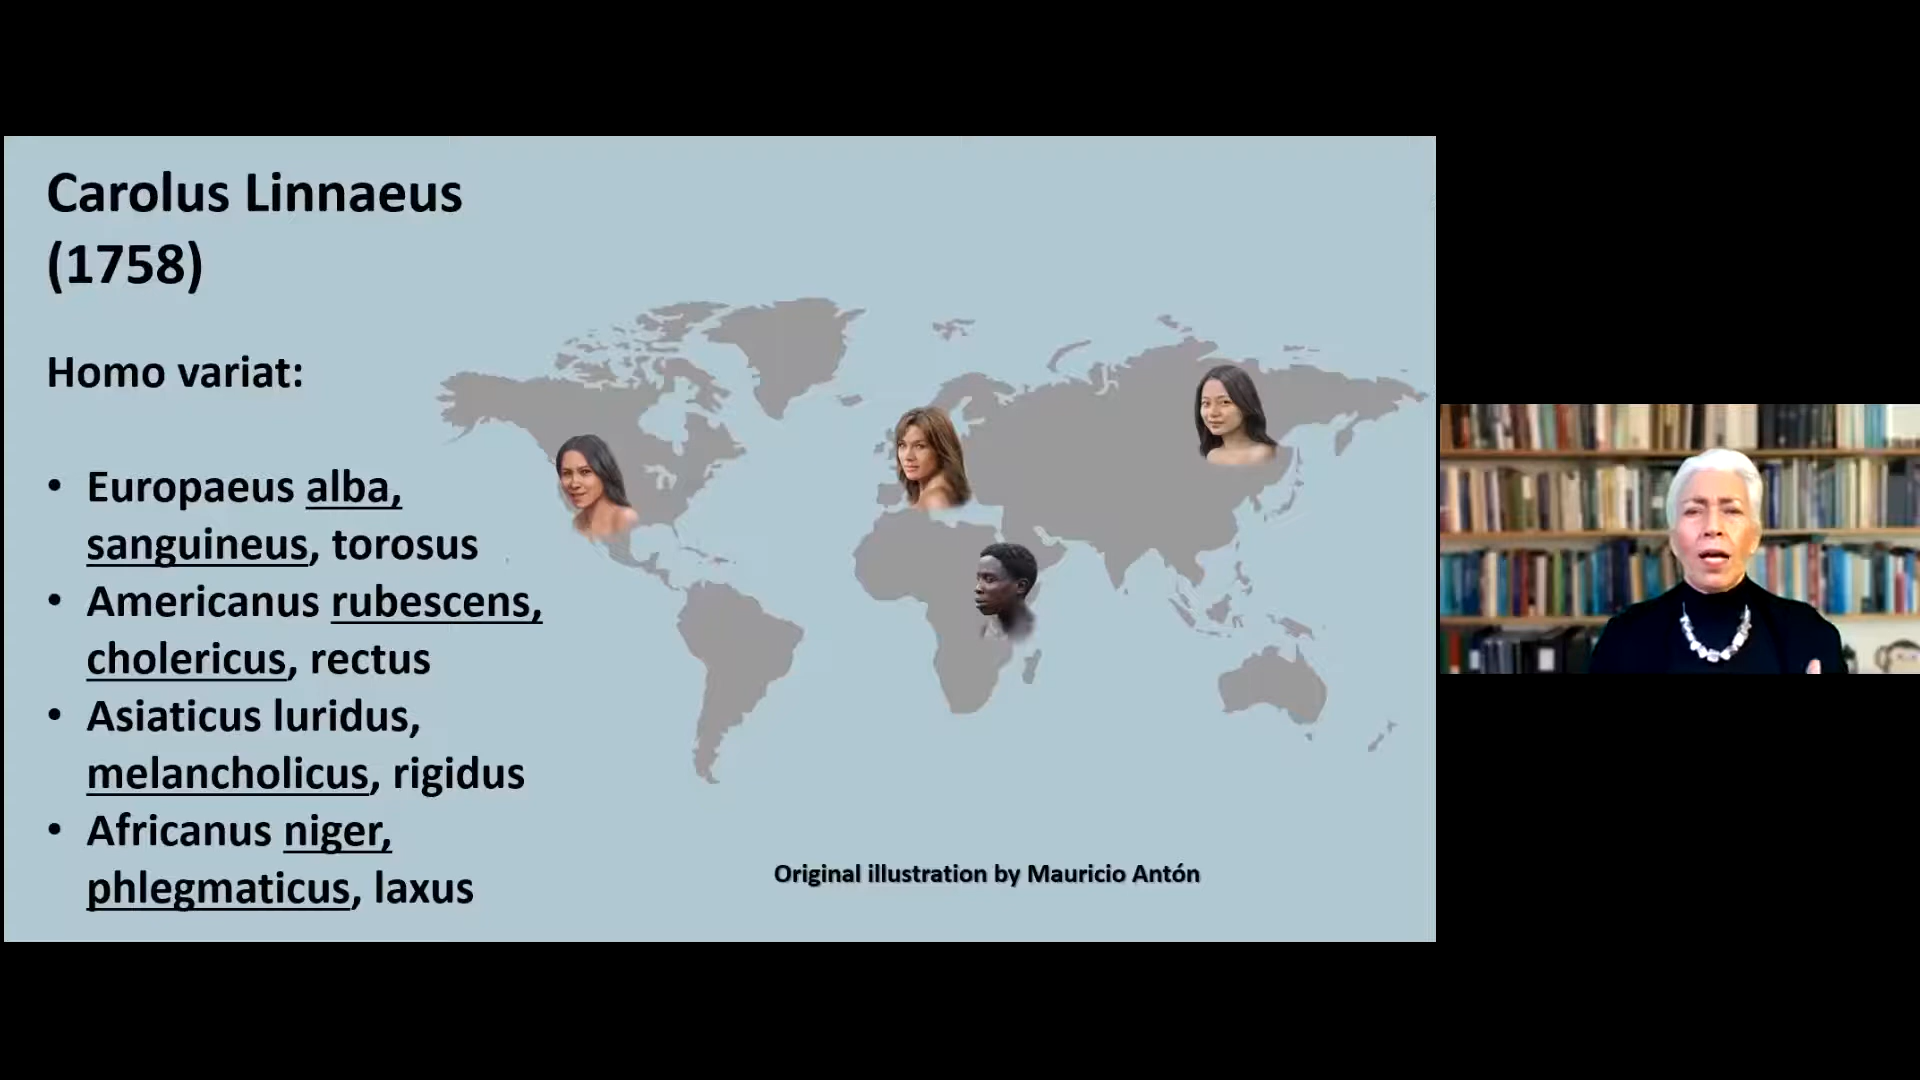 Carolus Linnaeus
(1758)
Homo variat:
• Europaeus alba,
sanguineus, torosus
• Americanus rubescens,
cholericus, rectus
• Asiaticus luridus,
melancholicus, rigidus
• Africanus niger,
phlegmaticus, laxus
Original illustration by Mauricio Antón